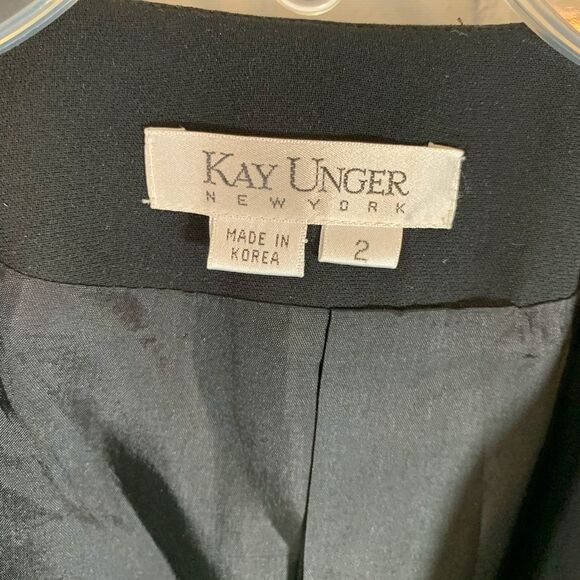 KAY UNGER
NEW YORK
MADE IN
KOREA
2